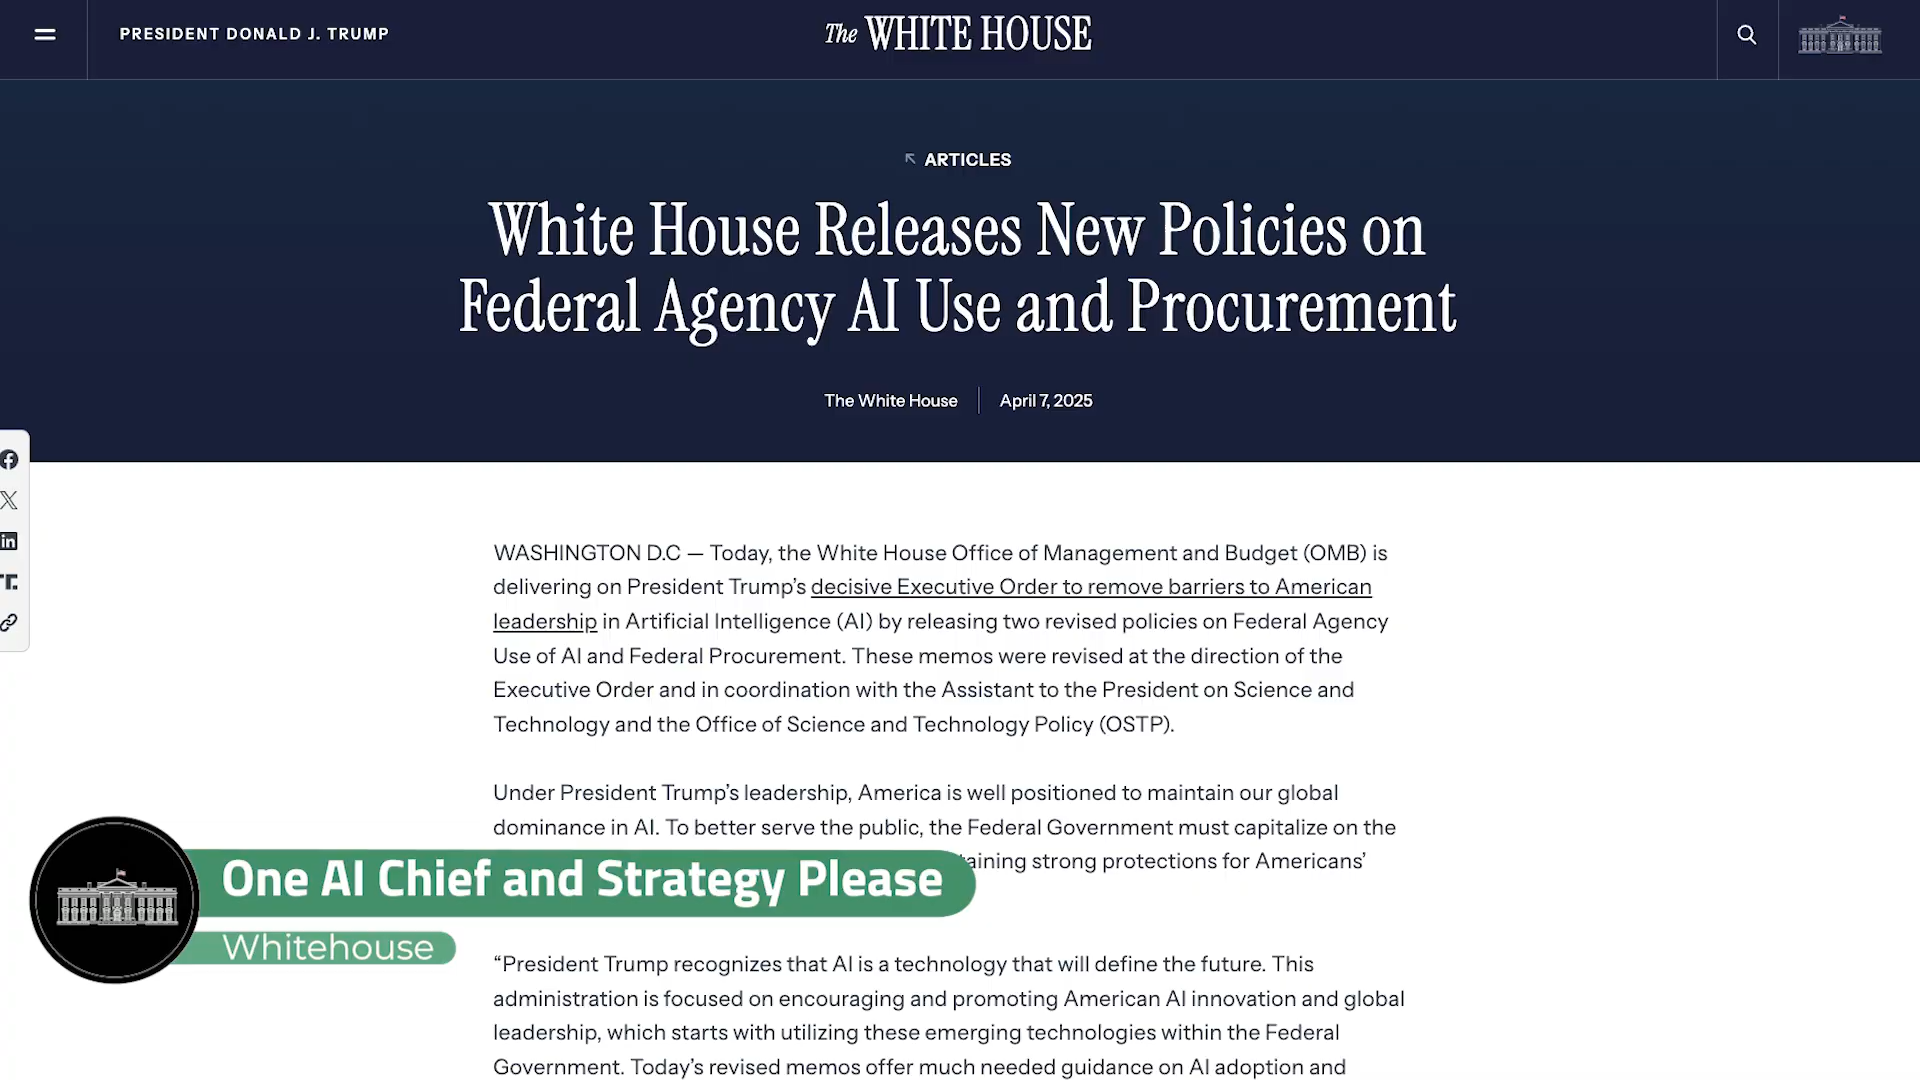 PRESIDENT DONALD J. TRUMP
The WHITE HOUSE
ARTICLES
White House Releases New Policies on
Federal Agency AI Use and Procurement
The White House
April 7, 2025
WASHINGTON D.C — Today, the White House Office of Management and Budget (OMB) is
delivering on President Trump’s decisive Executive Order to remove barriers to American
leadership in Artificial Intelligence (AI) by releasing two revised policies on Federal Agency
Use of AI and Federal Procurement. These memos were revised at the direction of the
Executive Order and in coordination with the Assistant to the President on Science and
Technology and the Office of Science and Technology Policy (OSTP).
Under President Trump’s leadership, America is well positioned to maintain our global
dominance in AI. To better serve the public, the Federal Government must capitalize on the
strong protections for Americans’
One AI Chief and Strategy Please
Whitehouse
“President Trump recognizes that AI is a technology that will define the future. This
administration is focused on encouraging and promoting American AI innovation and global
leadership, which starts with utilizing these emerging technologies within the Federal
Government. Today’s revised memos offer much needed guidance on AI adoption and